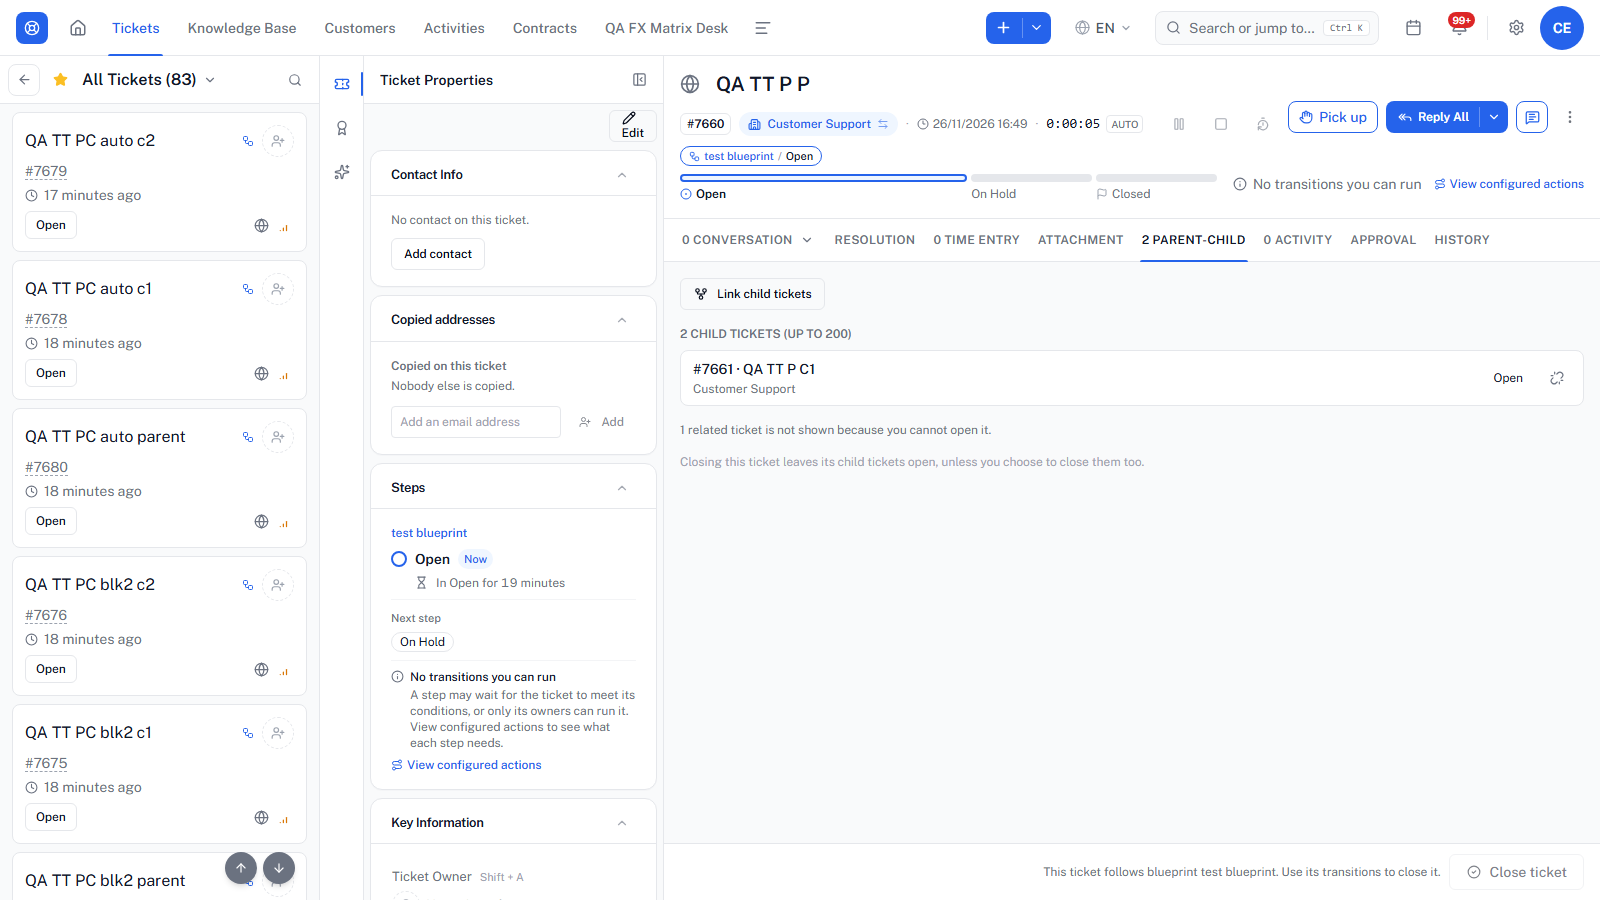 Tickets
Knowledge Base
Customers
Activities
Contracts
QA FX Matrix Desk
EN
Search or jump to...
Ctrl K
99+
CE
All Tickets (83)
QA TT PC auto c2
#7679
17 minutes ago
Open
QA TT PC auto c1
#7678
18 minutes ago
Open
QA TT PC auto parent
#7680
18 minutes ago
Open
QA TT PC blk2 c2
#7676
18 minutes ago
Open
QA TT PC blk2 c1
#7675
18 minutes ago
Open
QA TT PC blk2 parent
Ticket Properties
Edit
Contact Info
No contact on this ticket.
Add contact
Copied addresses
Copied on this ticket
Nobody else is copied.
Add an email address
Add
Steps
test blueprint
Open
Now
In Open for 19 minutes
Next step
On Hold
No transitions you can run
A step may wait for the ticket to meet its
conditions, or only its owners can run it.
View configured actions to see what
each step needs.
View configured actions
Key Information
Ticket Owner
Shift + A
QA TT P P
#7660
Customer Support
· 26/11/2026 16:49 · 0:00:05
AUTO
Pick up
Reply All
test blueprint / Open
Open
On Hold
Closed
No transitions you can run
View configured actions
0 CONVERSATION
RESOLUTION
0 TIME ENTRY
ATTACHMENT
2 PARENT-CHILD
0 ACTIVITY
APPROVAL
HISTORY
Link child tickets
2 CHILD TICKETS (UP TO 200)
#7661 · QA TT P C1
Customer Support
Open
1 related ticket is not shown because you cannot open it.
Closing this ticket leaves its child tickets open, unless you choose to close them too.
This ticket follows blueprint test blueprint. Use its transitions to close it.
Close ticket